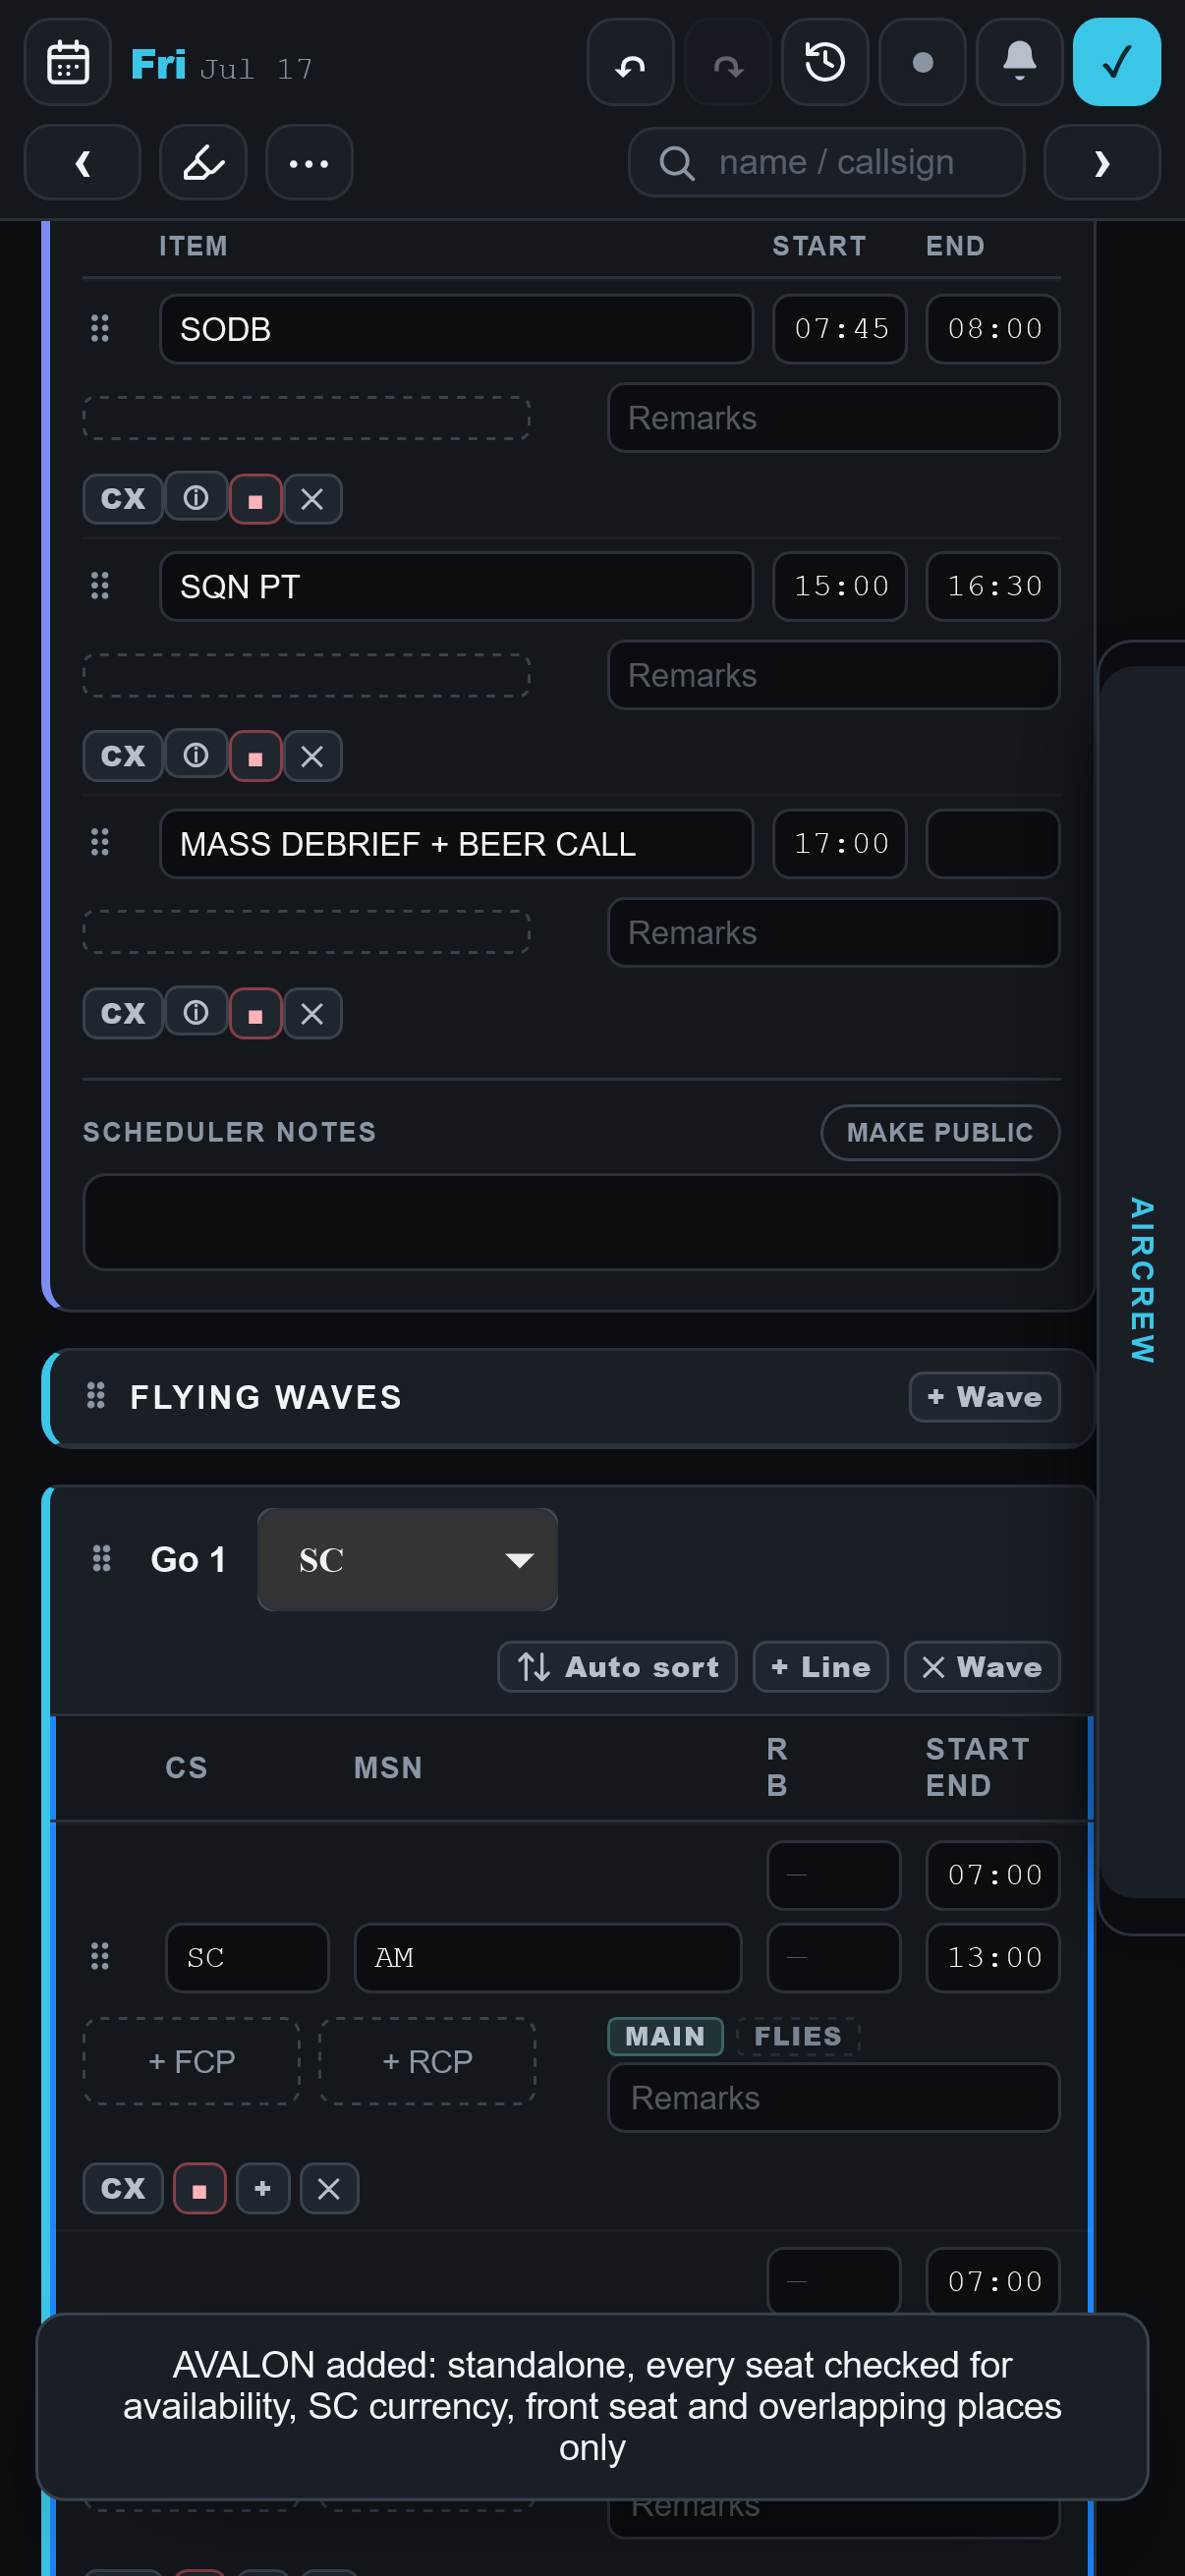 Fri Jul 17
name / callsign
ITEM START END
SODB 07:45 08:00
Remarks
CX
SQN PT 15:00 16:30
Remarks
CX
MASS DEBRIEF + BEER CALL 17:00
Remarks
CX
SCHEDULER NOTES MAKE PUBLIC
AIRCREW
FLYING WAVES + Wave
Go 1 SC
Auto sort + Line × Wave
CS MSN R B START END
— 07:00
SC AM — 13:00
+ FCP + RCP MAIN FLIES
Remarks
CX + ×
— 07:00
AVALON added: standalone, every seat checked for
availability, SC currency, front seat and overlapping places
only
Remarks